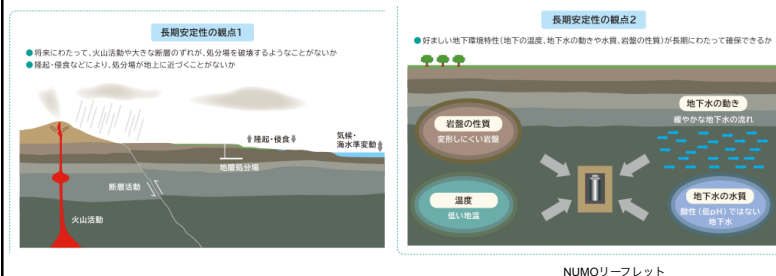 長期安定性の観点1
●将来にわたって、火山活動や大きな断層のずれが、処分場を破壊するようなことがないか
●隆起・侵食などにより、処分場が地上に近づくことがないか
隆起・侵食
気候・
海水準変動
地層処分場
断層活動
火山活動
長期安定性の観点2
●好ましい地下環境特性(地下の温度、地下水の動きや水質、岩盤の性質)が長期にわたって確保できるか
岩盤の性質
変形しにくい岩盤
地下水の動き
緩やかな地下水の流れ
温度
低い地温
地下水の水質
酸性(低pH)ではない
地下水
NUMOリーフレット